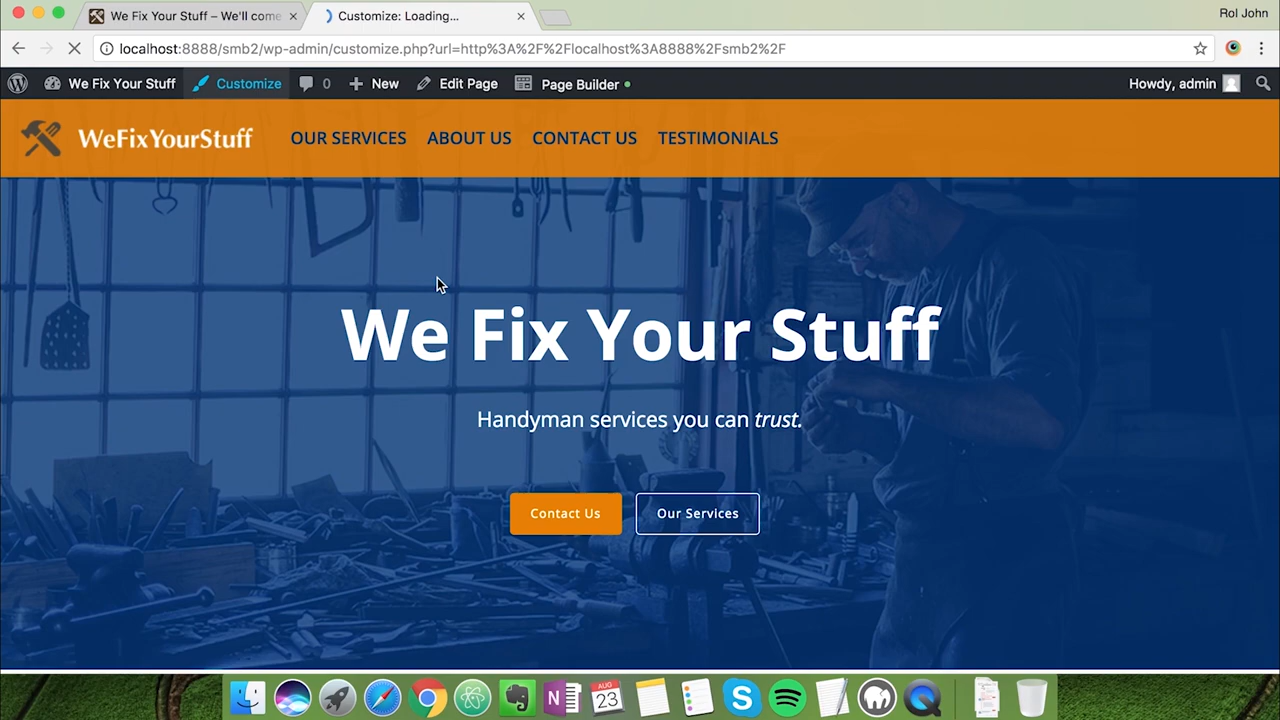 Rol John
We Fix Your Stuff – We'll come
Customize: Loading...
localhost:8888/smb2/wp-admin/customize.php?url=http%3A%2F%2Flocalhost%3A8888%2Fsmb2%2F
We Fix Your Stuff Customize 0 New Edit Page Page Builder Howdy, admin
WeFixYourStuff OUR SERVICES ABOUT US CONTACT US TESTIMONIALS
We Fix Your Stuff
Handyman services you can trust.
Contact Us Our Services
AUG
23